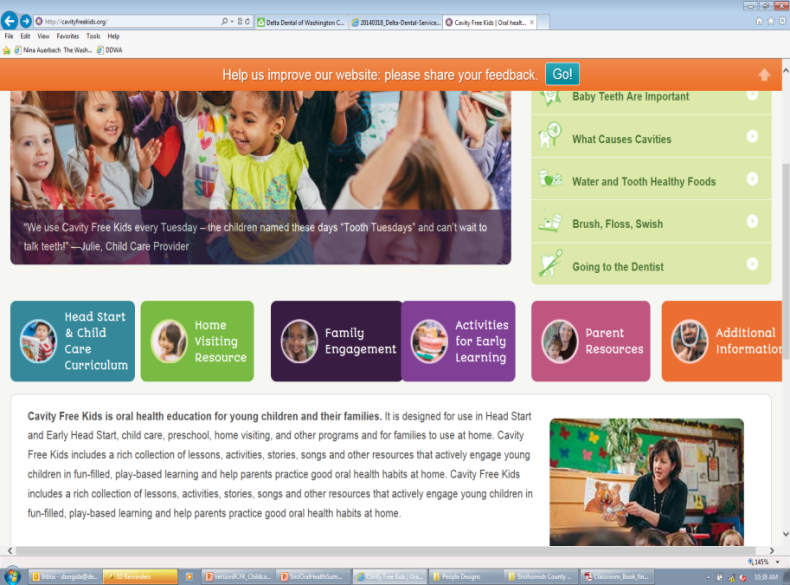 http://cavityfreekids.org/
Delta Dental of Washington C...
20140318_Delta-Dental-Service...
Cavity Free Kids | Oral healt...
File Edit View Favorites Tools Help
Nina Auerbach The Wash...
DDWA
Help us improve our website: please share your feedback. Go!
Baby Teeth Are Important
What Causes Cavities
Water and Tooth Healthy Foods
Brush, Floss, Swish
Going to the Dentist
“We use Cavity Free Kids every Tuesday – the children named these days “Tooth Tuesdays” and can’t wait to
talk teeth!” —Julie, Child Care Provider
Head Start
& Child
Care
Curriculum
Home
Visiting
Resource
Family
Engagement
Activities
for Early
Learning
Parent
Resources
Additional
Information
Cavity Free Kids is oral health education for young children and their families. It is designed for use in Head Start
and Early Head Start, child care, preschool, home visiting, and other programs and for families to use at home. Cavity
Free Kids includes a rich collection of lessons, activities, stories, songs and other resources that actively engage young
children in fun-filled, play-based learning and help parents practice good oral health habits at home. Cavity Free Kids
includes a rich collection of lessons, activities, stories, songs and other resources that actively engage young children in
fun-filled, play-based learning and help parents practice good oral health habits at home.
145%
10 Reminders
Cavity Free Kids | Ora...
People Designs
Snohomish County ...
Classroom_Book_fin...
10:38 AM